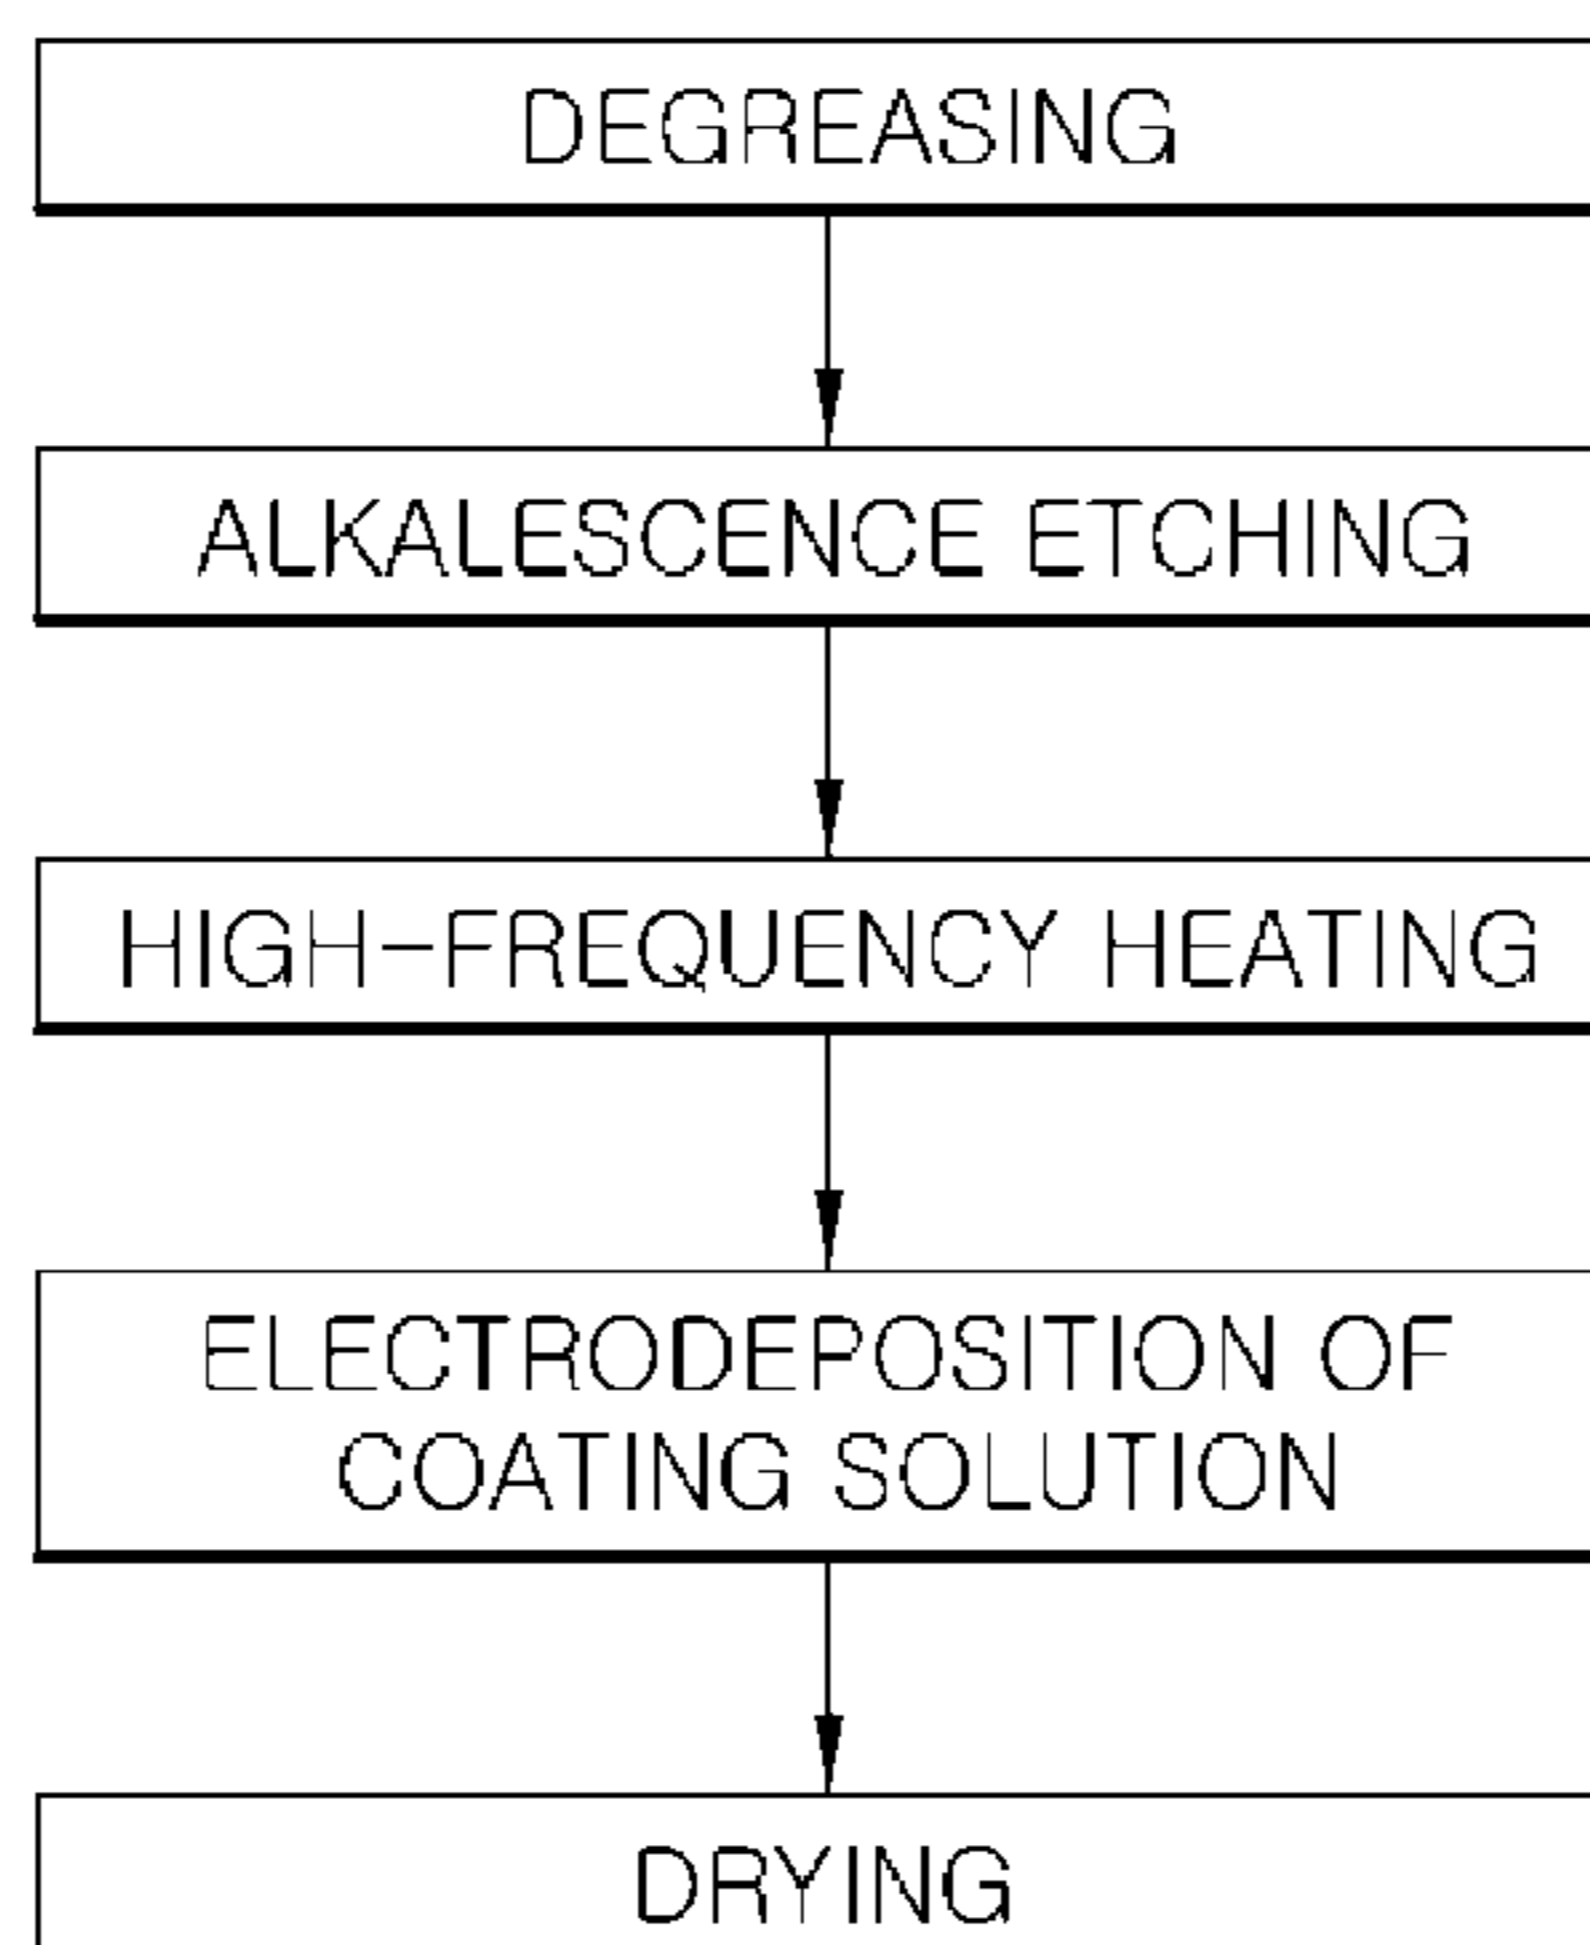 DEGREASING
ALKALESCENCE ETCHING
HIGH-FREQUENCY HEATING
ELECTRODEPOSITION OF
COATING SOLUTION
DRYING